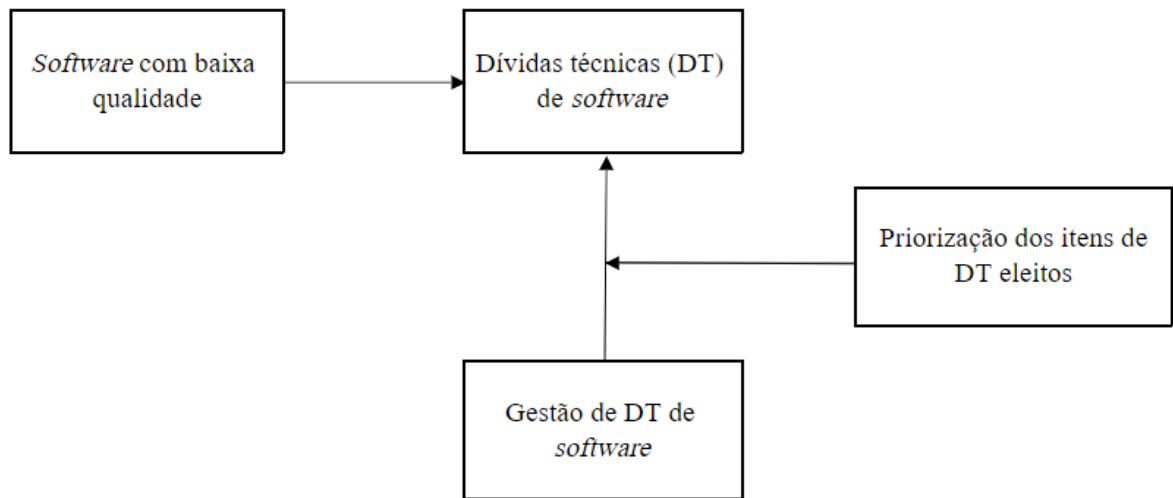 Software com baixa
qualidade
Dívidas técnicas (DT)
de software
Priorização dos itens de
DT eleitos
Gestão de DT de
software